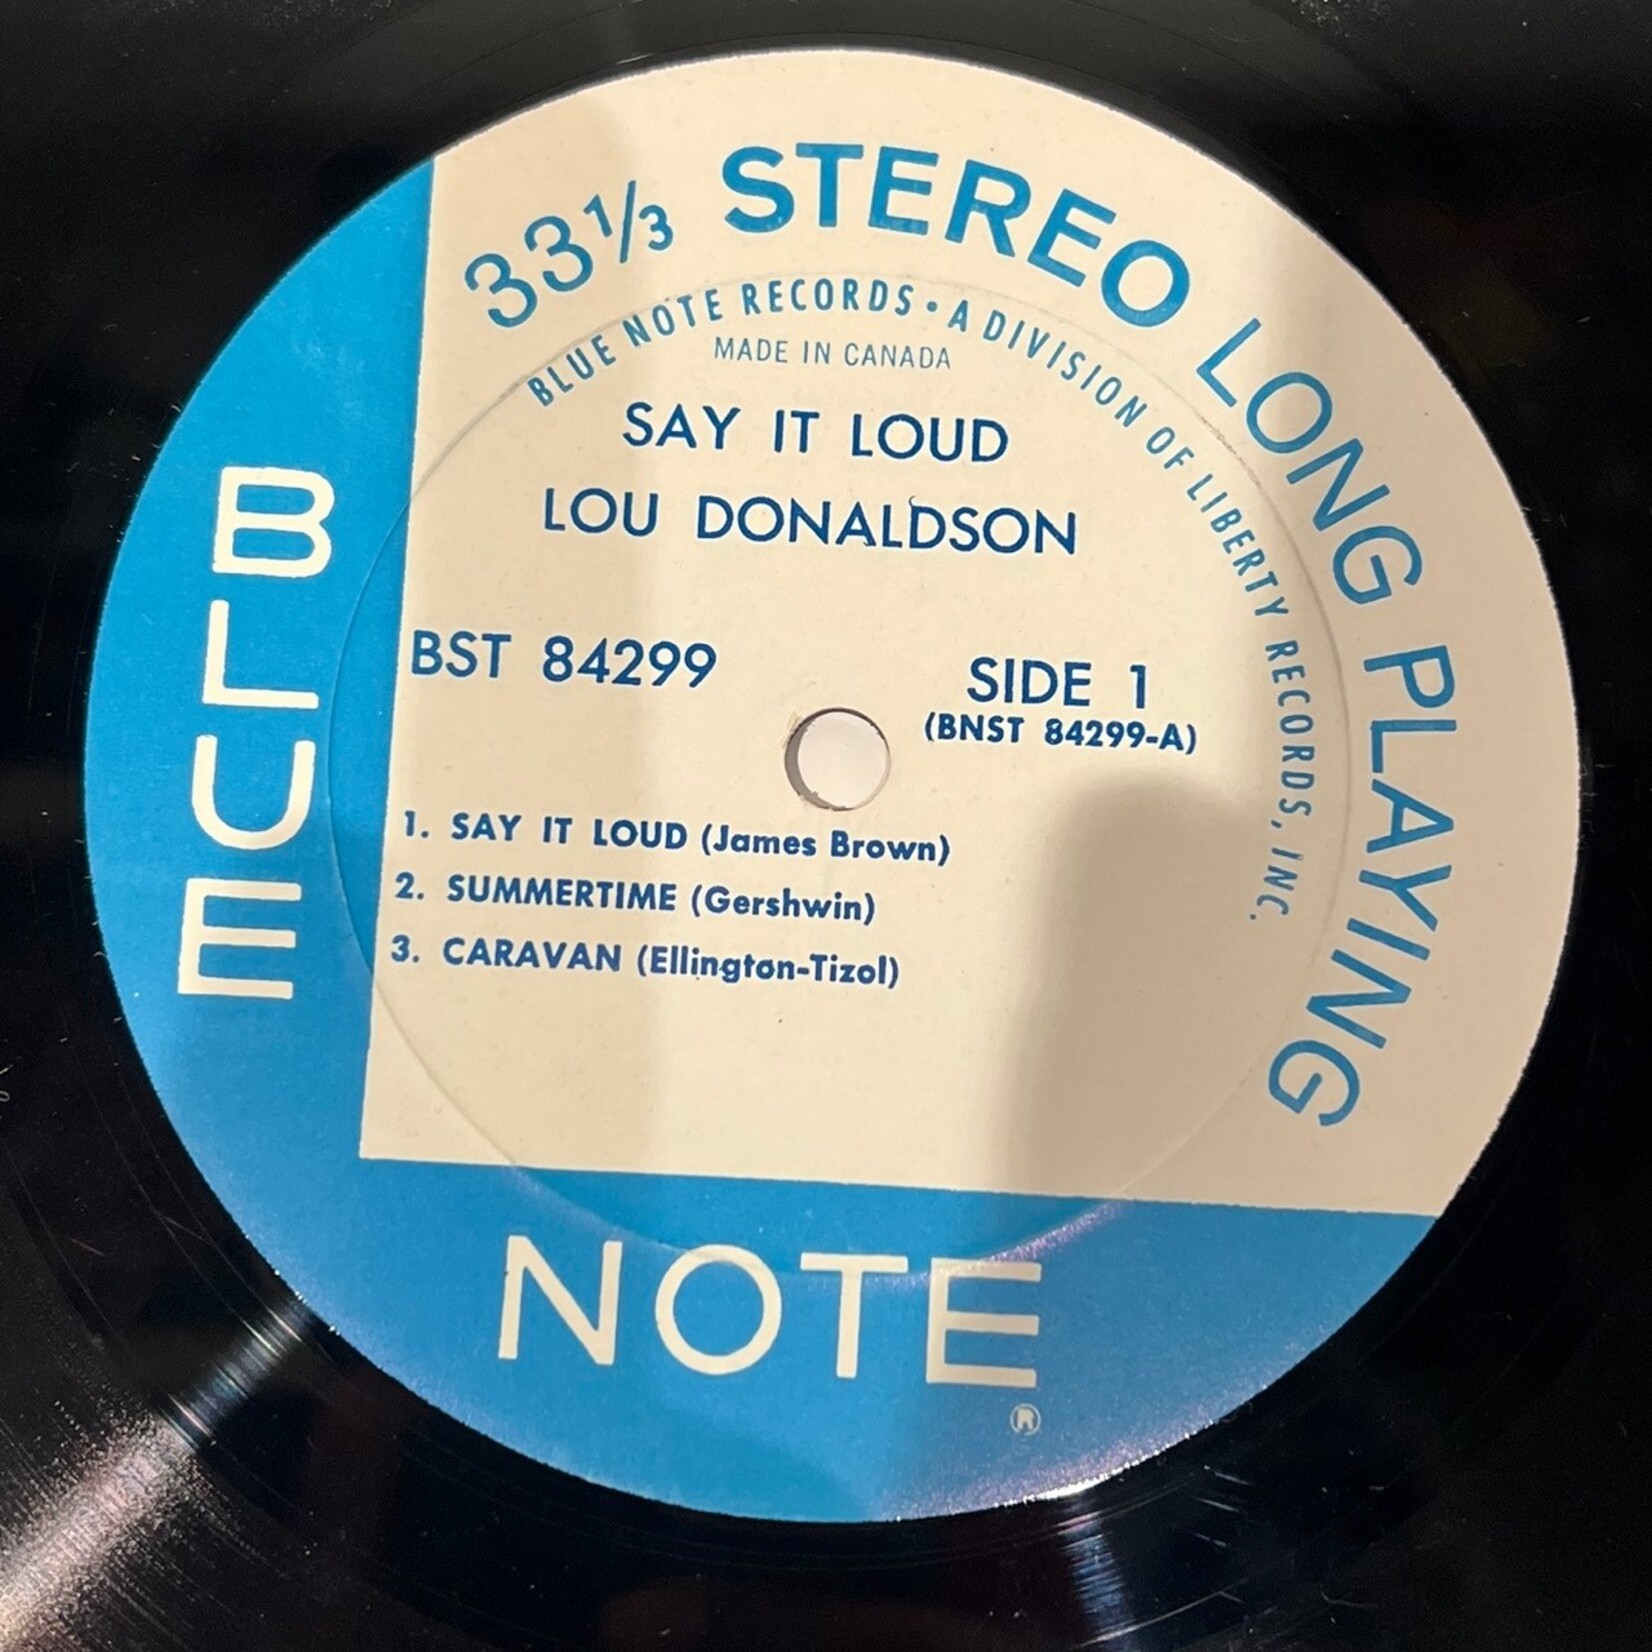 33⅓ STEREO LONG PLAYING
BLUE NOTE RECORDS • A DIVISION OF LIBERTY RECORDS, INC.
MADE IN CANADA
SAY IT LOUD
LOU DONALDSON
BST 84299
SIDE 1
(BNST 84299-A)
1. SAY IT LOUD (James Brown)
2. SUMMERTIME (Gershwin)
3. CARAVAN (Ellington-Tizol)
BLUE
NOTE
®